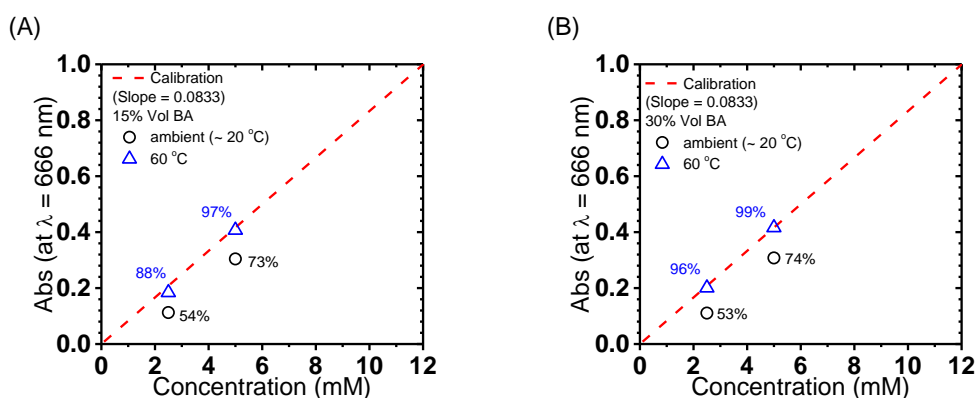 (A)
Abs (at λ = 666 nm)
1.0
0.8
0.6
0.4
0.2
0.0
Calibration
(Slope = 0.0833)
15% Vol BA
ambient (~ 20 °C)
60 °C
97%
73%
88%
54%
0 2 4 6 8 10 12
Concentration (mM)
(B)
Abs (at λ = 666 nm)
1.0
0.8
0.6
0.4
0.2
0.0
Calibration
(Slope = 0.0833)
30% Vol BA
ambient (~ 20 °C)
60 °C
99%
74%
96%
53%
0 2 4 6 8 10 12
Concentration (mM)